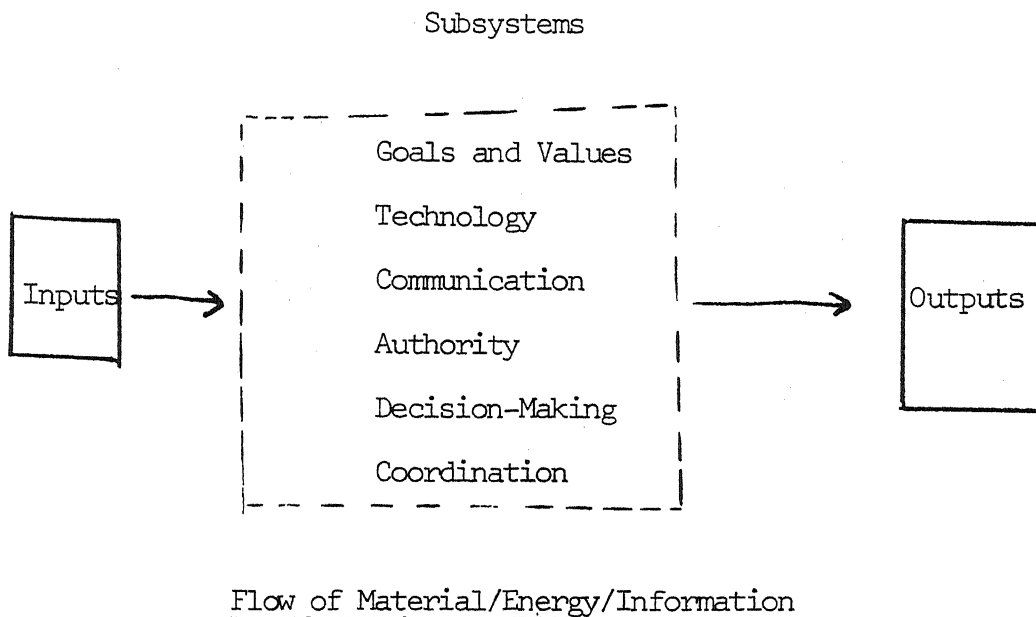 Subsystems
Goals and Values
Technology
Inputs
Communication
Outputs
Authority
Decision-Making
Coordination
Flow of Material/Energy/Information